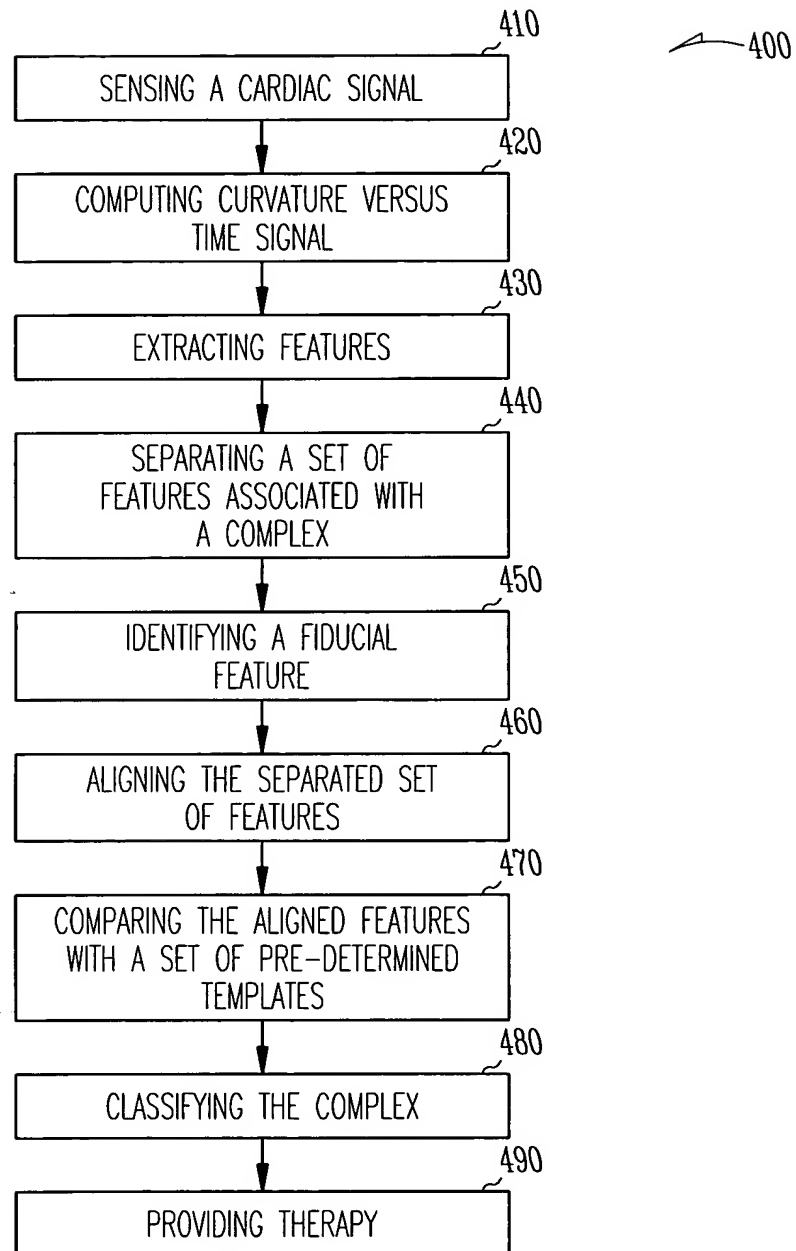 410
400
SENSING A CARDIAC SIGNAL
420
COMPUTING CURVATURE VERSUS
TIME SIGNAL
430
EXTRACTING FEATURES
440
SEPARATING A SET OF
FEATURES ASSOCIATED WITH
A COMPLEX
450
IDENTIFYING A FIDUCIAL
FEATURE
460
ALIGNING THE SEPARATED SET
OF FEATURES
470
COMPARING THE ALIGNED FEATURES
WITH A SET OF PRE-DETERMINED
TEMPLATES
480
CLASSIFYING THE COMPLEX
490
PROVIDING THERAPY